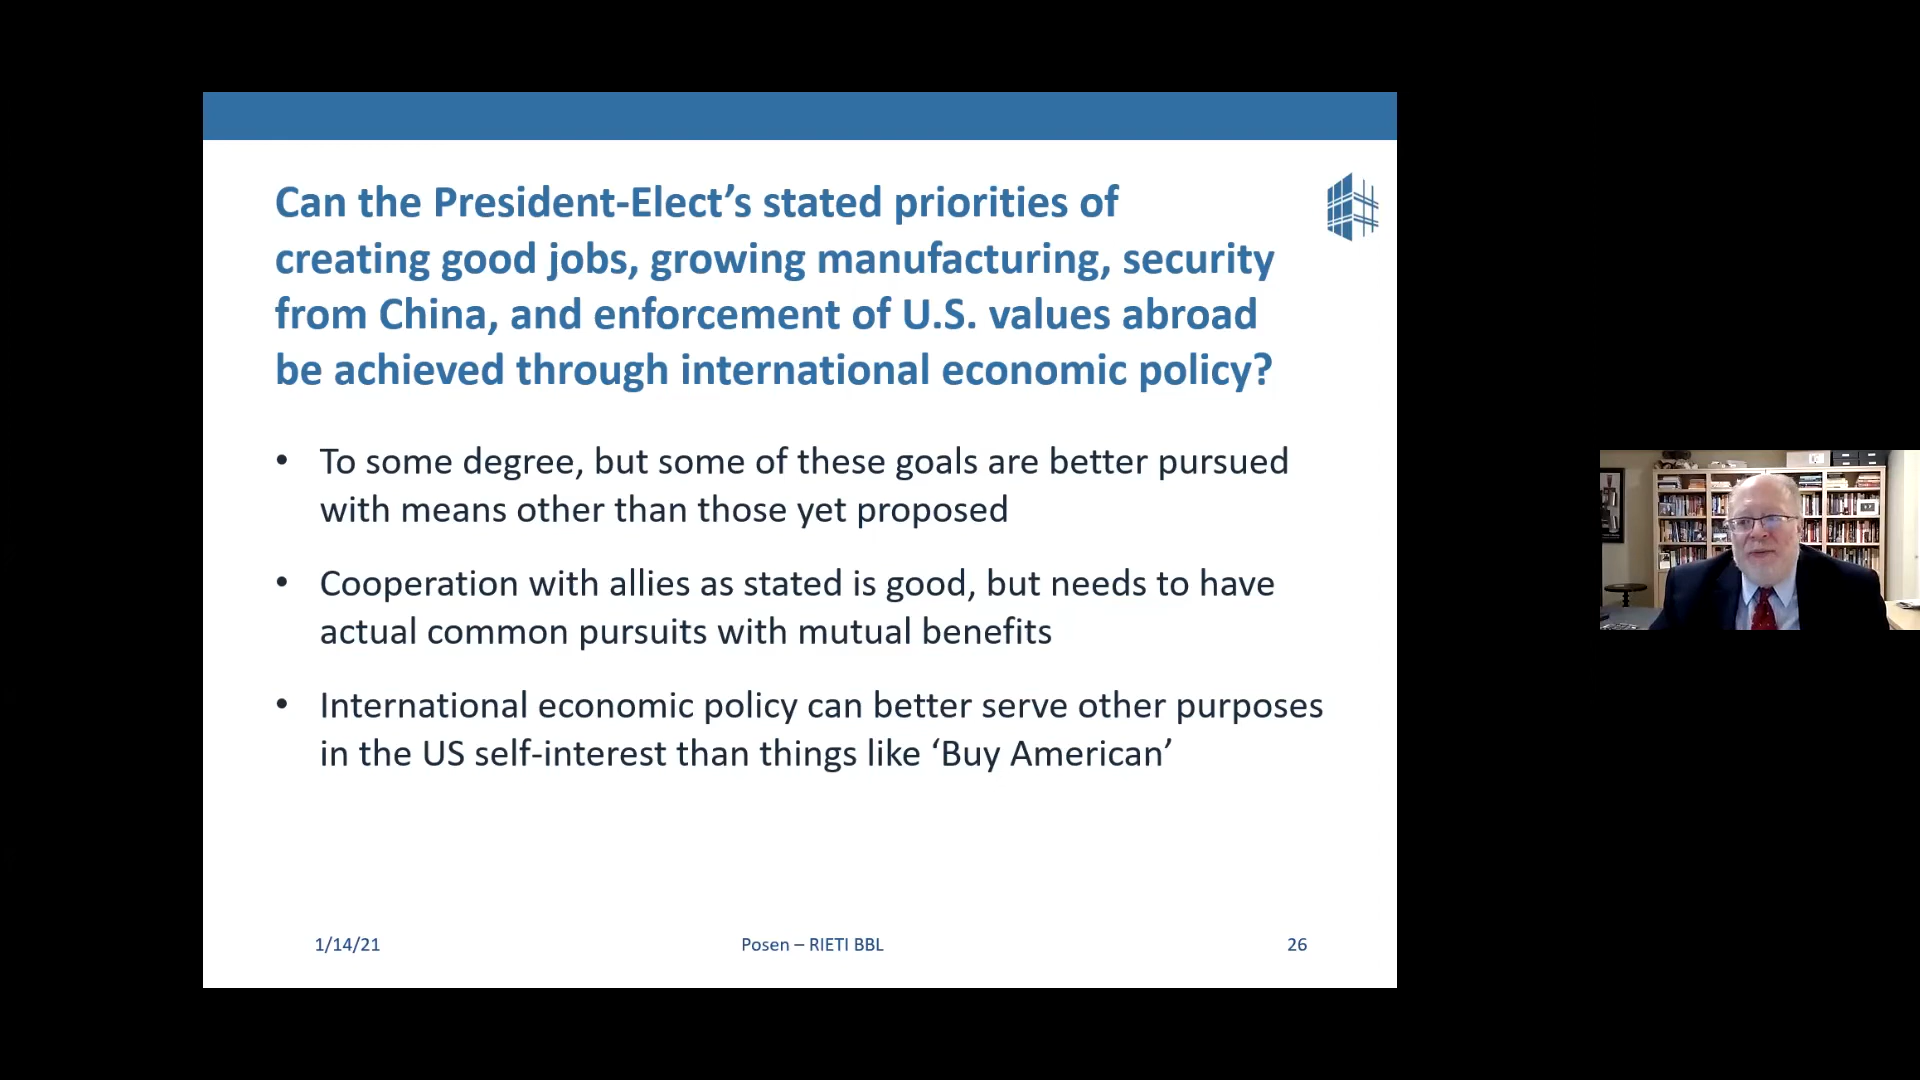 Can the President-Elect’s stated priorities of
creating good jobs, growing manufacturing, security
from China, and enforcement of U.S. values abroad
be achieved through international economic policy?
• To some degree, but some of these goals are better pursued
with means other than those yet proposed
• Cooperation with allies as stated is good, but needs to have
actual common pursuits with mutual benefits
• International economic policy can better serve other purposes
in the US self-interest than things like ‘Buy American’
1/14/21
Posen – RIETI BBL
26